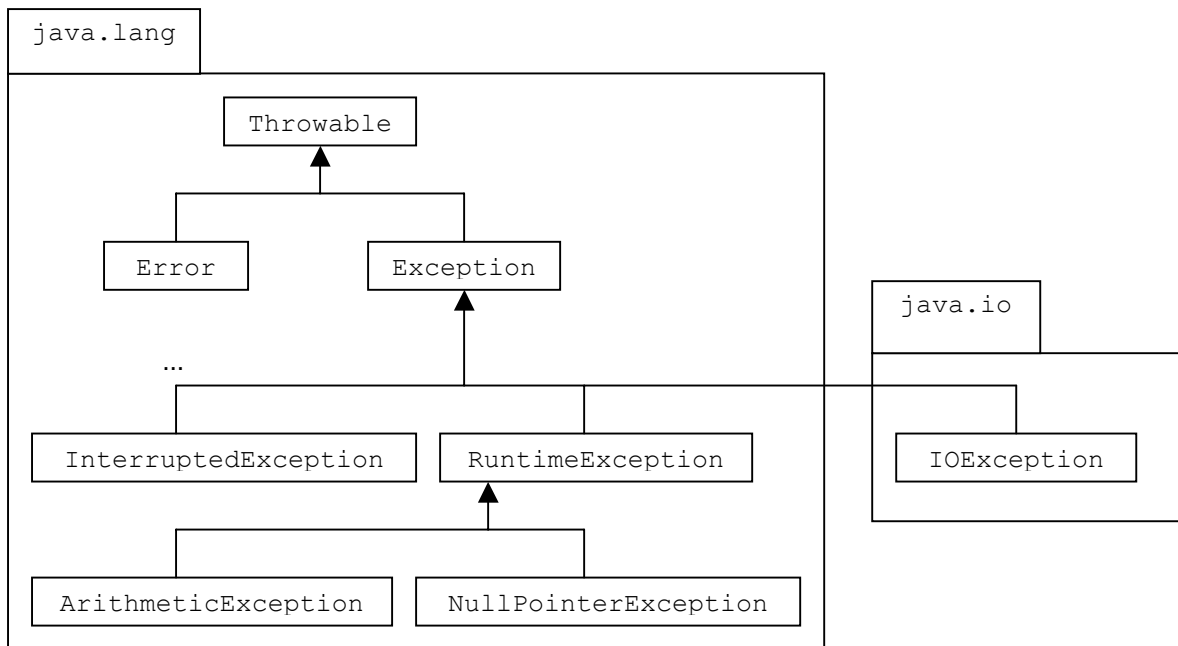 java.lang
Throwable
Error
Exception
java.io
...
InterruptedException
RuntimeException
IOException
ArithmeticException
NullPointerException